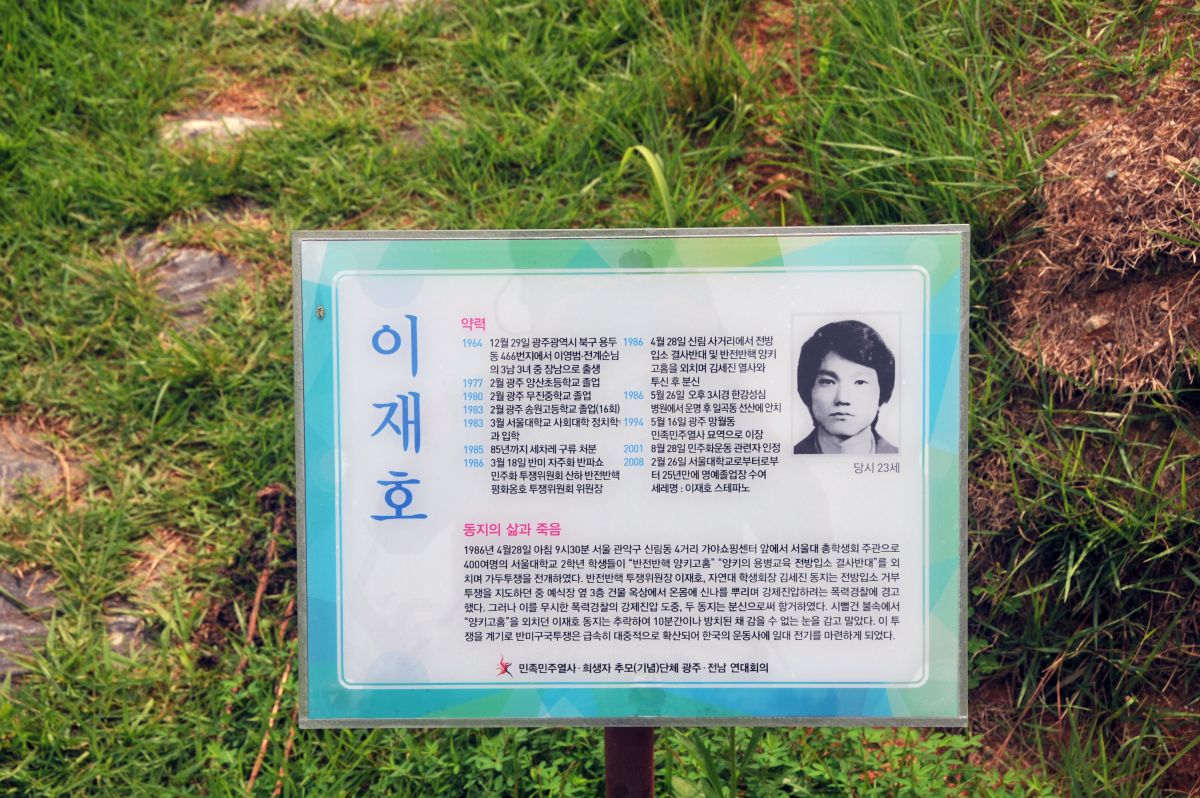 이재호
약력
1964 12월 29일 광주광역시 북구 용두
동 466번지에서 이영범·전계순님
의 3남 3녀 중 장남으로 출생
1977 2월 광주 양산초등학교 졸업
1980 2월 광주 무진중학교 졸업
1983 2월 광주 송원고등학교 졸업(16회)
1983 3월 서울대학교 사회대학 정치학
과 입학
1985 85년까지 세차레 구류 처분
1986 3월 18일 반미 자주화 반파쇼
민주화 투쟁위원회 산하 반전반핵
평화옹호 투쟁위원회 위원장
1986 4월 28일 신림 사거리에서 전방
입소 결사반대 및 반전반핵 양키
고홈을 외치며 김세진 열사와
투신 후 분신
1986 5월 26일 오후 3시경 한강성심
병원에서 운명 후 일곡동 선산에 안치
1994 5월 16일 광주 망월동
민족민주열사 묘역으로 이장
2001 8월 28일 민주화운동 관련자 인정
2008 2월 26일 서울대학교로부터로부
터 25년만에 명예졸업장 수여
세레명 : 이재호 스테파노
당시 23세
동지의 삶과 죽음
1986년 4월28일 아침 9시30분 서울 관악구 신림동 4거리 가야쇼핑센터 앞에서 서울대 총학생회 주관으로
400여명의 서울대학교 2학년 학생들이 "반전반핵 양키고홈" "양키의 용병교육 전방입소 결사반대"를 외
치며 가두투쟁을 전개하였다. 반전반핵 투쟁위원장 이재호, 자연대 학생회장 김세진 동지는 전방입소 거부
투쟁을 지도하던 중 예식장 옆 3층 건물 옥상에서 온몸에 신나를 뿌리며 강제진압하려는 폭력경찰에 경고
했다. 그러나 이를 무시한 폭력경찰의 강제진압 도중, 두 동지는 분신으로써 항거하였다. 시뻘건 불속에서
"양키고홈"을 외치던 이재호 동지는 추락하여 10분간이나 방치된 채 감을 수 없는 눈을 감고 말았다. 이 투
쟁을 계기로 반미구국투쟁은 급속히 대중적으로 확산되어 한국의 운동사에 일대 전기를 마련하게 되었다.
민족민주열사·희생자 추모(기념)단체 광주·전남 연대회의